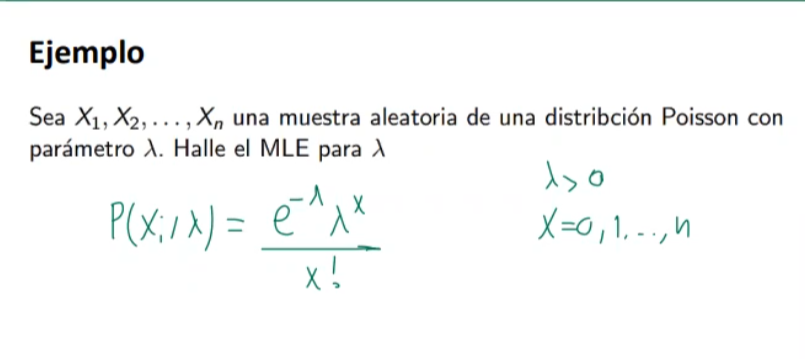 Ejemplo
Sea X₁, X₂, . . . , Xₙ una muestra aleatoria de una distribción Poisson con
parámetro λ. Halle el MLE para λ
λ > 0
P(Xᵢ/λ) = e^{-λ} λ^x / x!
X=0,1...,n